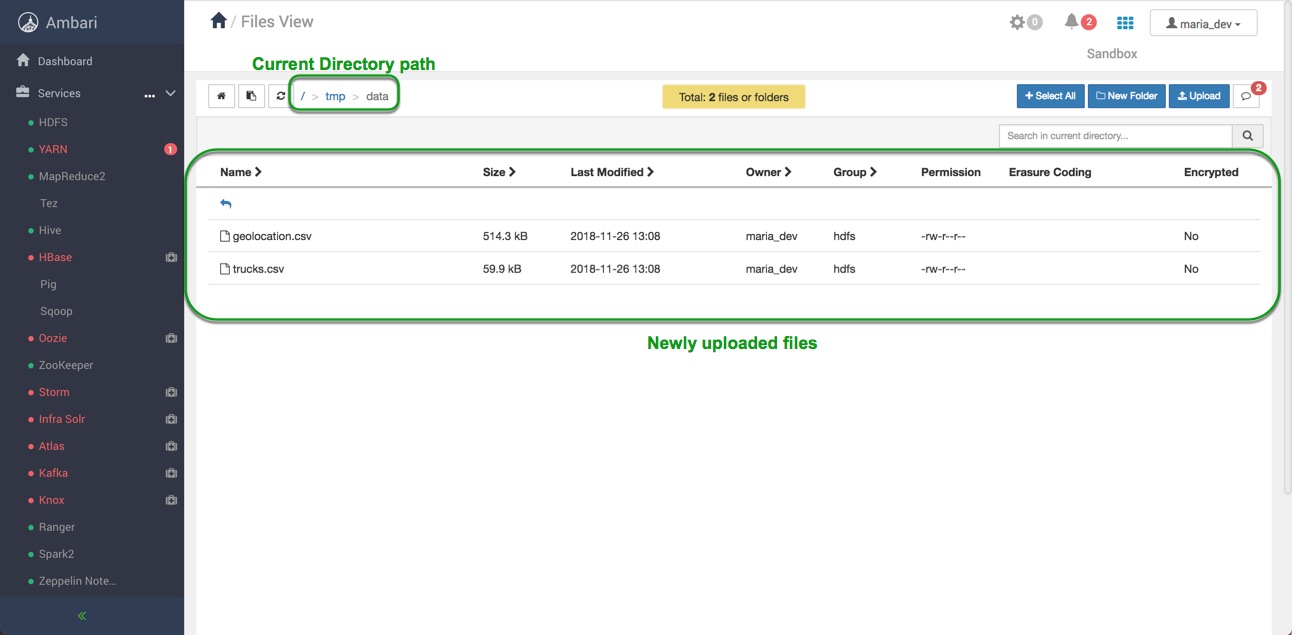 Ambari
Dashboard
Services ...
HDFS
YARN 1
MapReduce2
Tez
Hive
HBase
Pig
Sqoop
Oozie
ZooKeeper
Storm
Infra Solr
Atlas
Kafka
Knox
Ranger
Spark2
Zeppelin Note...
«
/ Files View
0 2 maria_dev
Sandbox
Current Directory path
/ > tmp > data
Total: 2 files or folders
+ Select All New Folder Upload 2
Search in current directory...
Name Size Last Modified Owner Group Permission Erasure Coding Encrypted
geolocation.csv 514.3 kB 2018-11-26 13:08 maria_dev hdfs -rw-r--r-- No
trucks.csv 59.9 kB 2018-11-26 13:08 maria_dev hdfs -rw-r--r-- No
Newly uploaded files